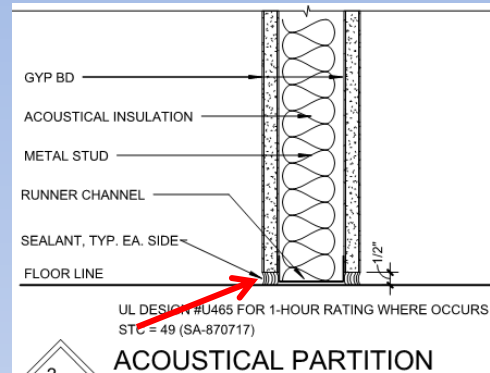 GYP BD
ACOUSTICAL INSULATION
METAL STUD
RUNNER CHANNEL
SEALANT, TYP. EA. SIDE
FLOOR LINE
1/2"
UL DESIGN #U465 FOR 1-HOUR RATING WHERE OCCURS
STC = 49 (SA-870717)
ACOUSTICAL PARTITION